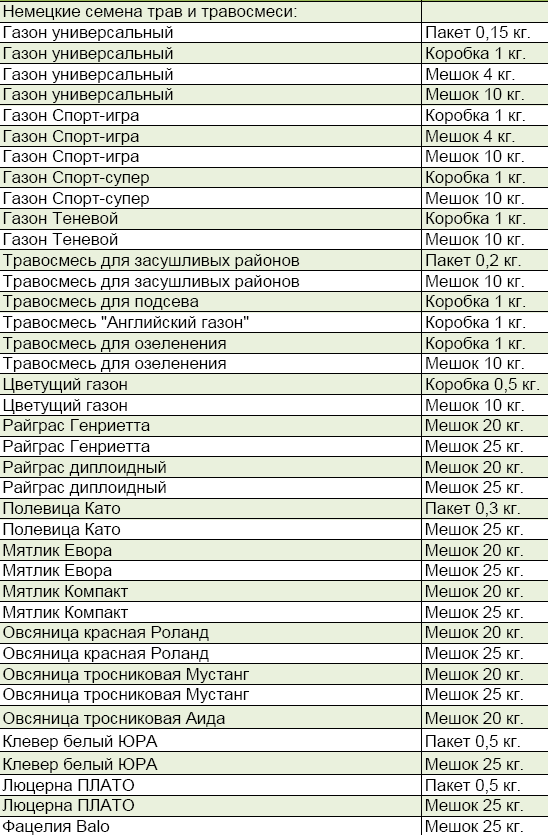 Немецкие семена трав и травосмеси:
Газон универсальный Пакет 0,15 кг.
Газон универсальный Коробка 1 кг.
Газон универсальный Мешок 4 кг.
Газон универсальный Мешок 10 кг.
Газон Спорт-игра Коробка 1 кг.
Газон Спорт-игра Мешок 4 кг.
Газон Спорт-игра Мешок 10 кг.
Газон Спорт-супер Коробка 1 кг.
Газон Спорт-супер Мешок 10 кг.
Газон Теневой Коробка 1 кг.
Газон Теневой Мешок 10 кг.
Травосмесь для засушливых районов Пакет 0,2 кг.
Травосмесь для засушливых районов Мешок 10 кг.
Травосмесь для подсева Коробка 1 кг.
Травосмесь "Английский газон" Коробка 1 кг.
Травосмесь для озеленения Коробка 1 кг.
Травосмесь для озеленения Мешок 10 кг.
Цветущий газон Коробка 0,5 кг.
Цветущий газон Мешок 10 кг.
Райграс Генриетта Мешок 20 кг.
Райграс Генриетта Мешок 25 кг.
Райграс диплоидный Мешок 20 кг.
Райграс диплоидный Мешок 25 кг.
Полевица Като Пакет 0,3 кг.
Полевица Като Мешок 25 кг.
Мятлик Евора Мешок 20 кг.
Мятлик Евора Мешок 25 кг.
Мятлик Компакт Мешок 20 кг.
Мятлик Компакт Мешок 25 кг.
Овсяница красная Роланд Мешок 20 кг.
Овсяница красная Роланд Мешок 25 кг.
Овсяница тросниковая Мустанг Мешок 20 кг.
Овсяница тросниковая Мустанг Мешок 25 кг.
Овсяница тросниковая Аида Мешок 20 кг.
Клевер белый ЮРА Пакет 0,5 кг.
Клевер белый ЮРА Мешок 25 кг.
Люцерна ПЛАТО Пакет 0,5 кг.
Люцерна ПЛАТО Мешок 25 кг.
Фацелия Balo Мешок 25 кг.